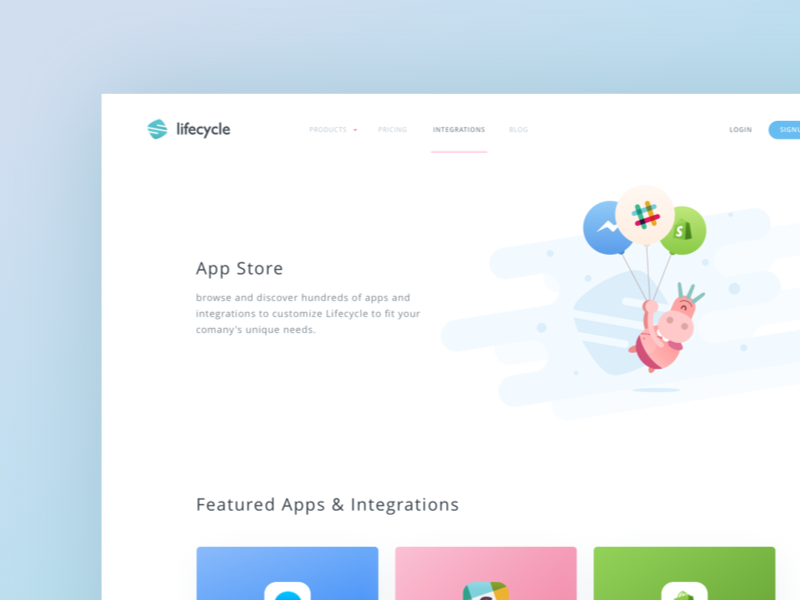 lifecycle
PRODUCTS
PRICING
INTEGRATIONS
BLOG
LOGIN
App Store
browse and discover hundreds of apps and
integrations to customize Lifecycle to fit your
comany's unique needs.
Featured Apps & Integrations